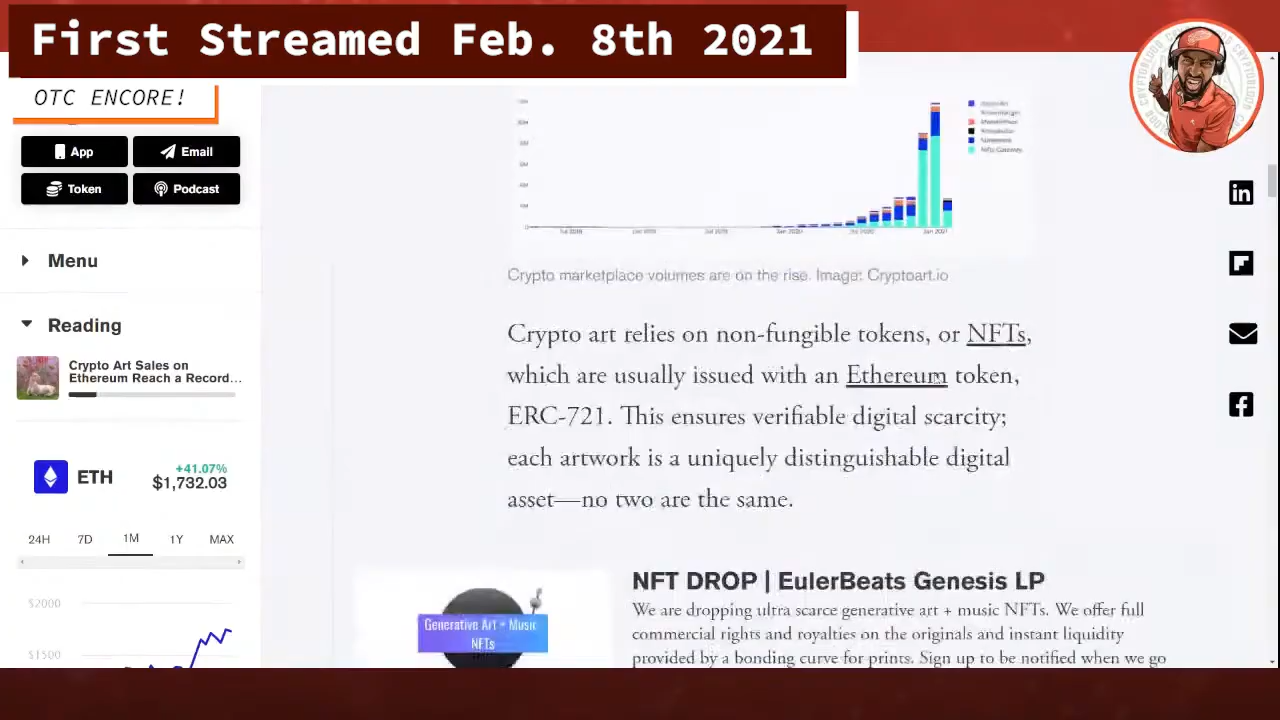 First Streamed Feb. 8th 2021
OTC ENCORE!
App
Email
Token
Podcast
Menu
Reading
Crypto Art Sales on
Ethereum Reach a Record...
ETH
+41.07%
$1,732.03
24H 7D 1M 1Y MAX
$2000
$1500
Jul 2020
Jan 2021
Crypto marketplace volumes are on the rise. Image: Cryptoart.io
Crypto art relies on non-fungible tokens, or NFTs,
which are usually issued with an Ethereum token,
ERC-721. This ensures verifiable digital scarcity;
each artwork is a uniquely distinguishable digital
asset—no two are the same.
Generative Art + Music
NFTs
NFT DROP | EulerBeats Genesis LP
We are dropping ultra scarce generative art + music NFTs. We offer full
commercial rights and royalties on the originals and instant liquidity
provided by a bonding curve for prints. Sign up to be notified when we go